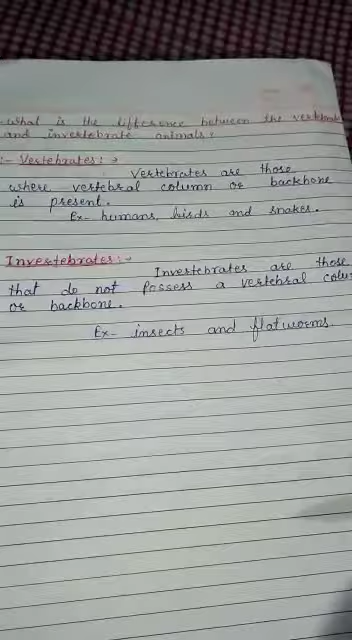 what is the difference between the vertebrate
and invertebrate animals?
:- Vertebrates:→
Vertebrates are those
where vertebral column or backbone
is present.
Ex- humans, birds and snakes.
Invertebrates:→
Invertebrates are those
that do not possess a vertebral colu
or backbone.
Ex- insects and flatworms.